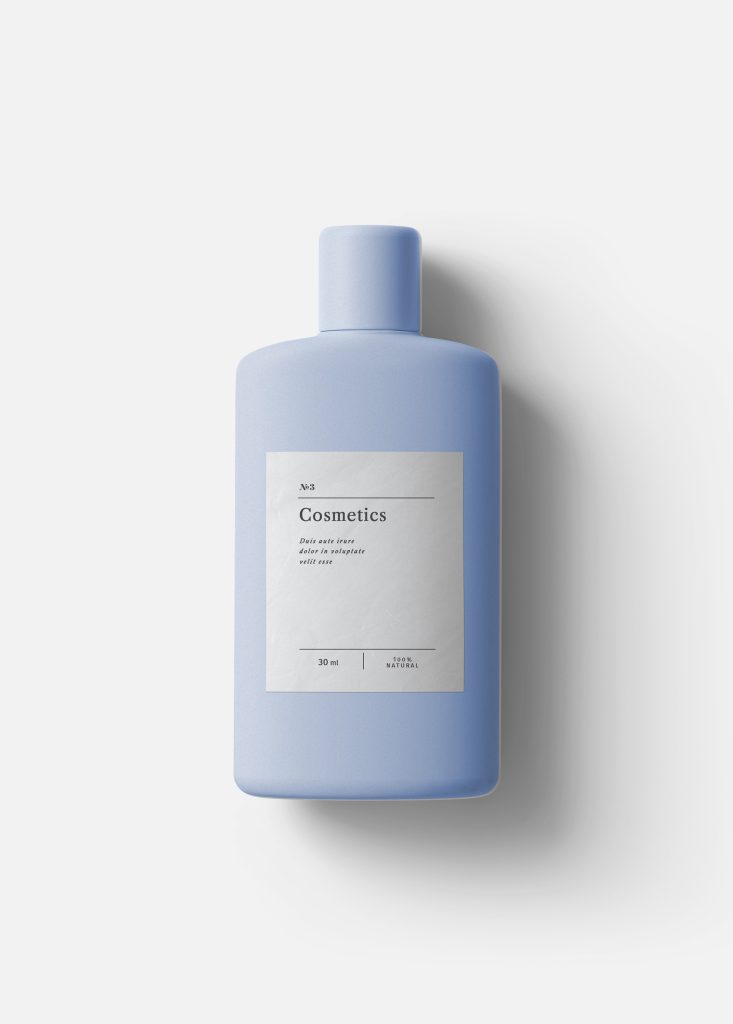 №3
Cosmetics
Duis aute irure
dolor in voluptate
velit esse
30 ml
100%
NATURAL